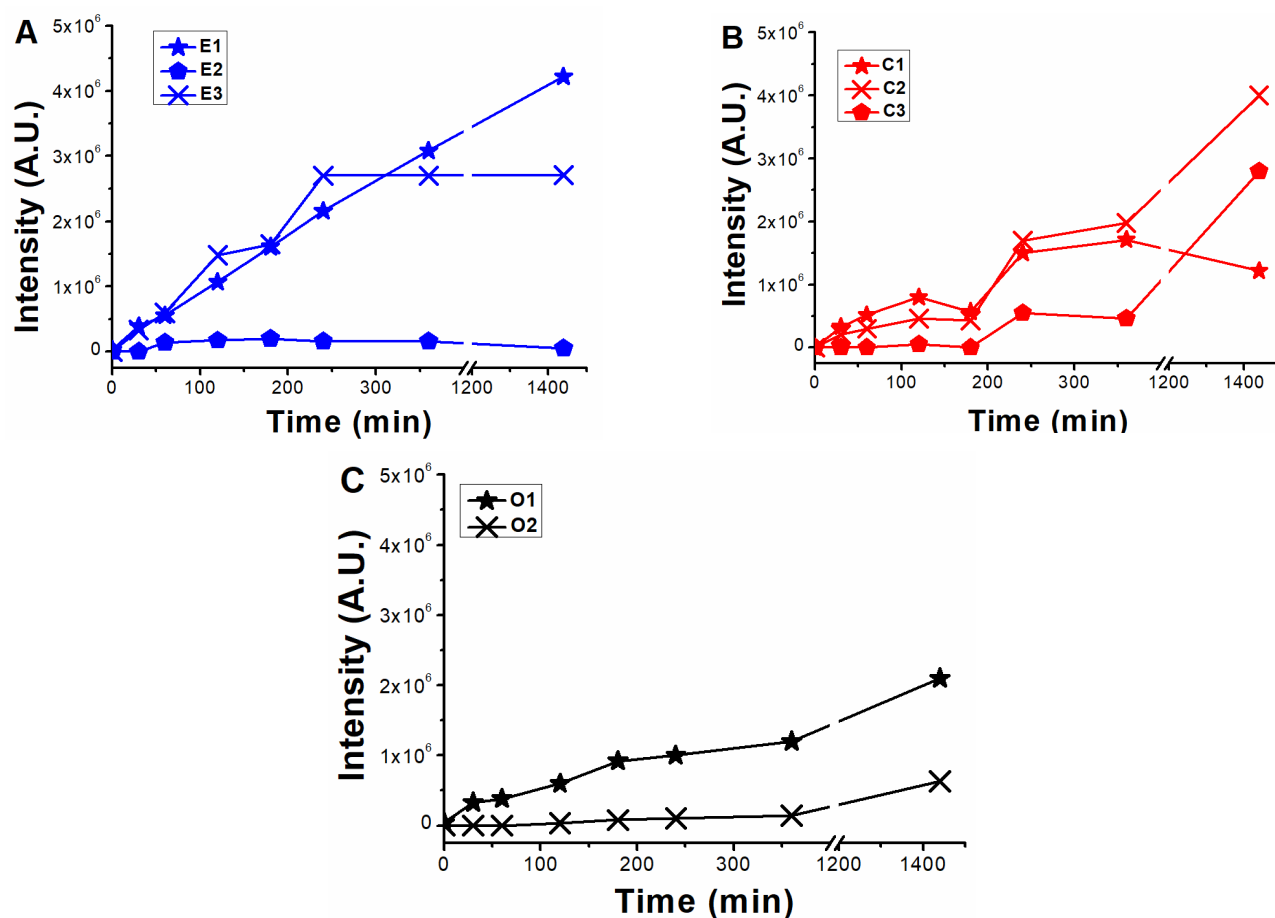 A
E1
E2
E3
Intensity (A.U.)
5x10⁶
4x10⁶
3x10⁶
2x10⁶
1x10⁶
0
0 100 200 300 1200 1400
Time (min)
B
C1
C2
C3
Intensity (A.U.)
5x10⁶
4x10⁶
3x10⁶
2x10⁶
1x10⁶
0
0 100 200 300 1200 1400
Time (min)
C
O1
O2
Intensity (A.U.)
5x10⁶
4x10⁶
3x10⁶
2x10⁶
1x10⁶
0
0 100 200 300 1200 1400
Time (min)